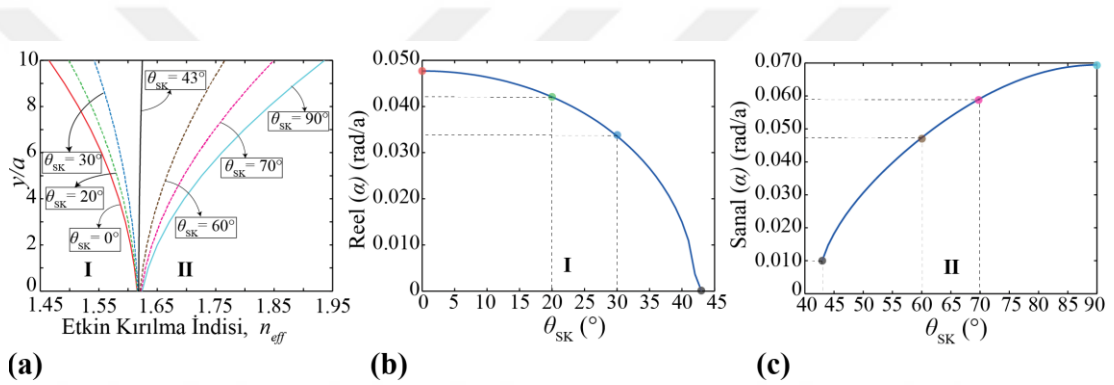 10
8
6
4
2
0
y/a
θSK = 43°
θSK = 90°
θSK = 30°
θSK = 70°
θSK = 20°
θSK = 60°
θSK = 0°
I
II
1.45
1.55
1.65
1.75
1.85
1.95
Etkin Kırılma İndisi, neff
(a)
0.050
0.040
0.030
0.020
0.010
0.000
Reel (α) (rad/a)
I
0
5
10
15
20
25
30
35
40
45
θSK (°)
(b)
0.070
0.060
0.050
0.040
0.030
0.020
0.010
0.000
Sanal (α) (rad/a)
II
40
45
50
55
60
65
70
75
80
85
90
θSK (°)
(c)